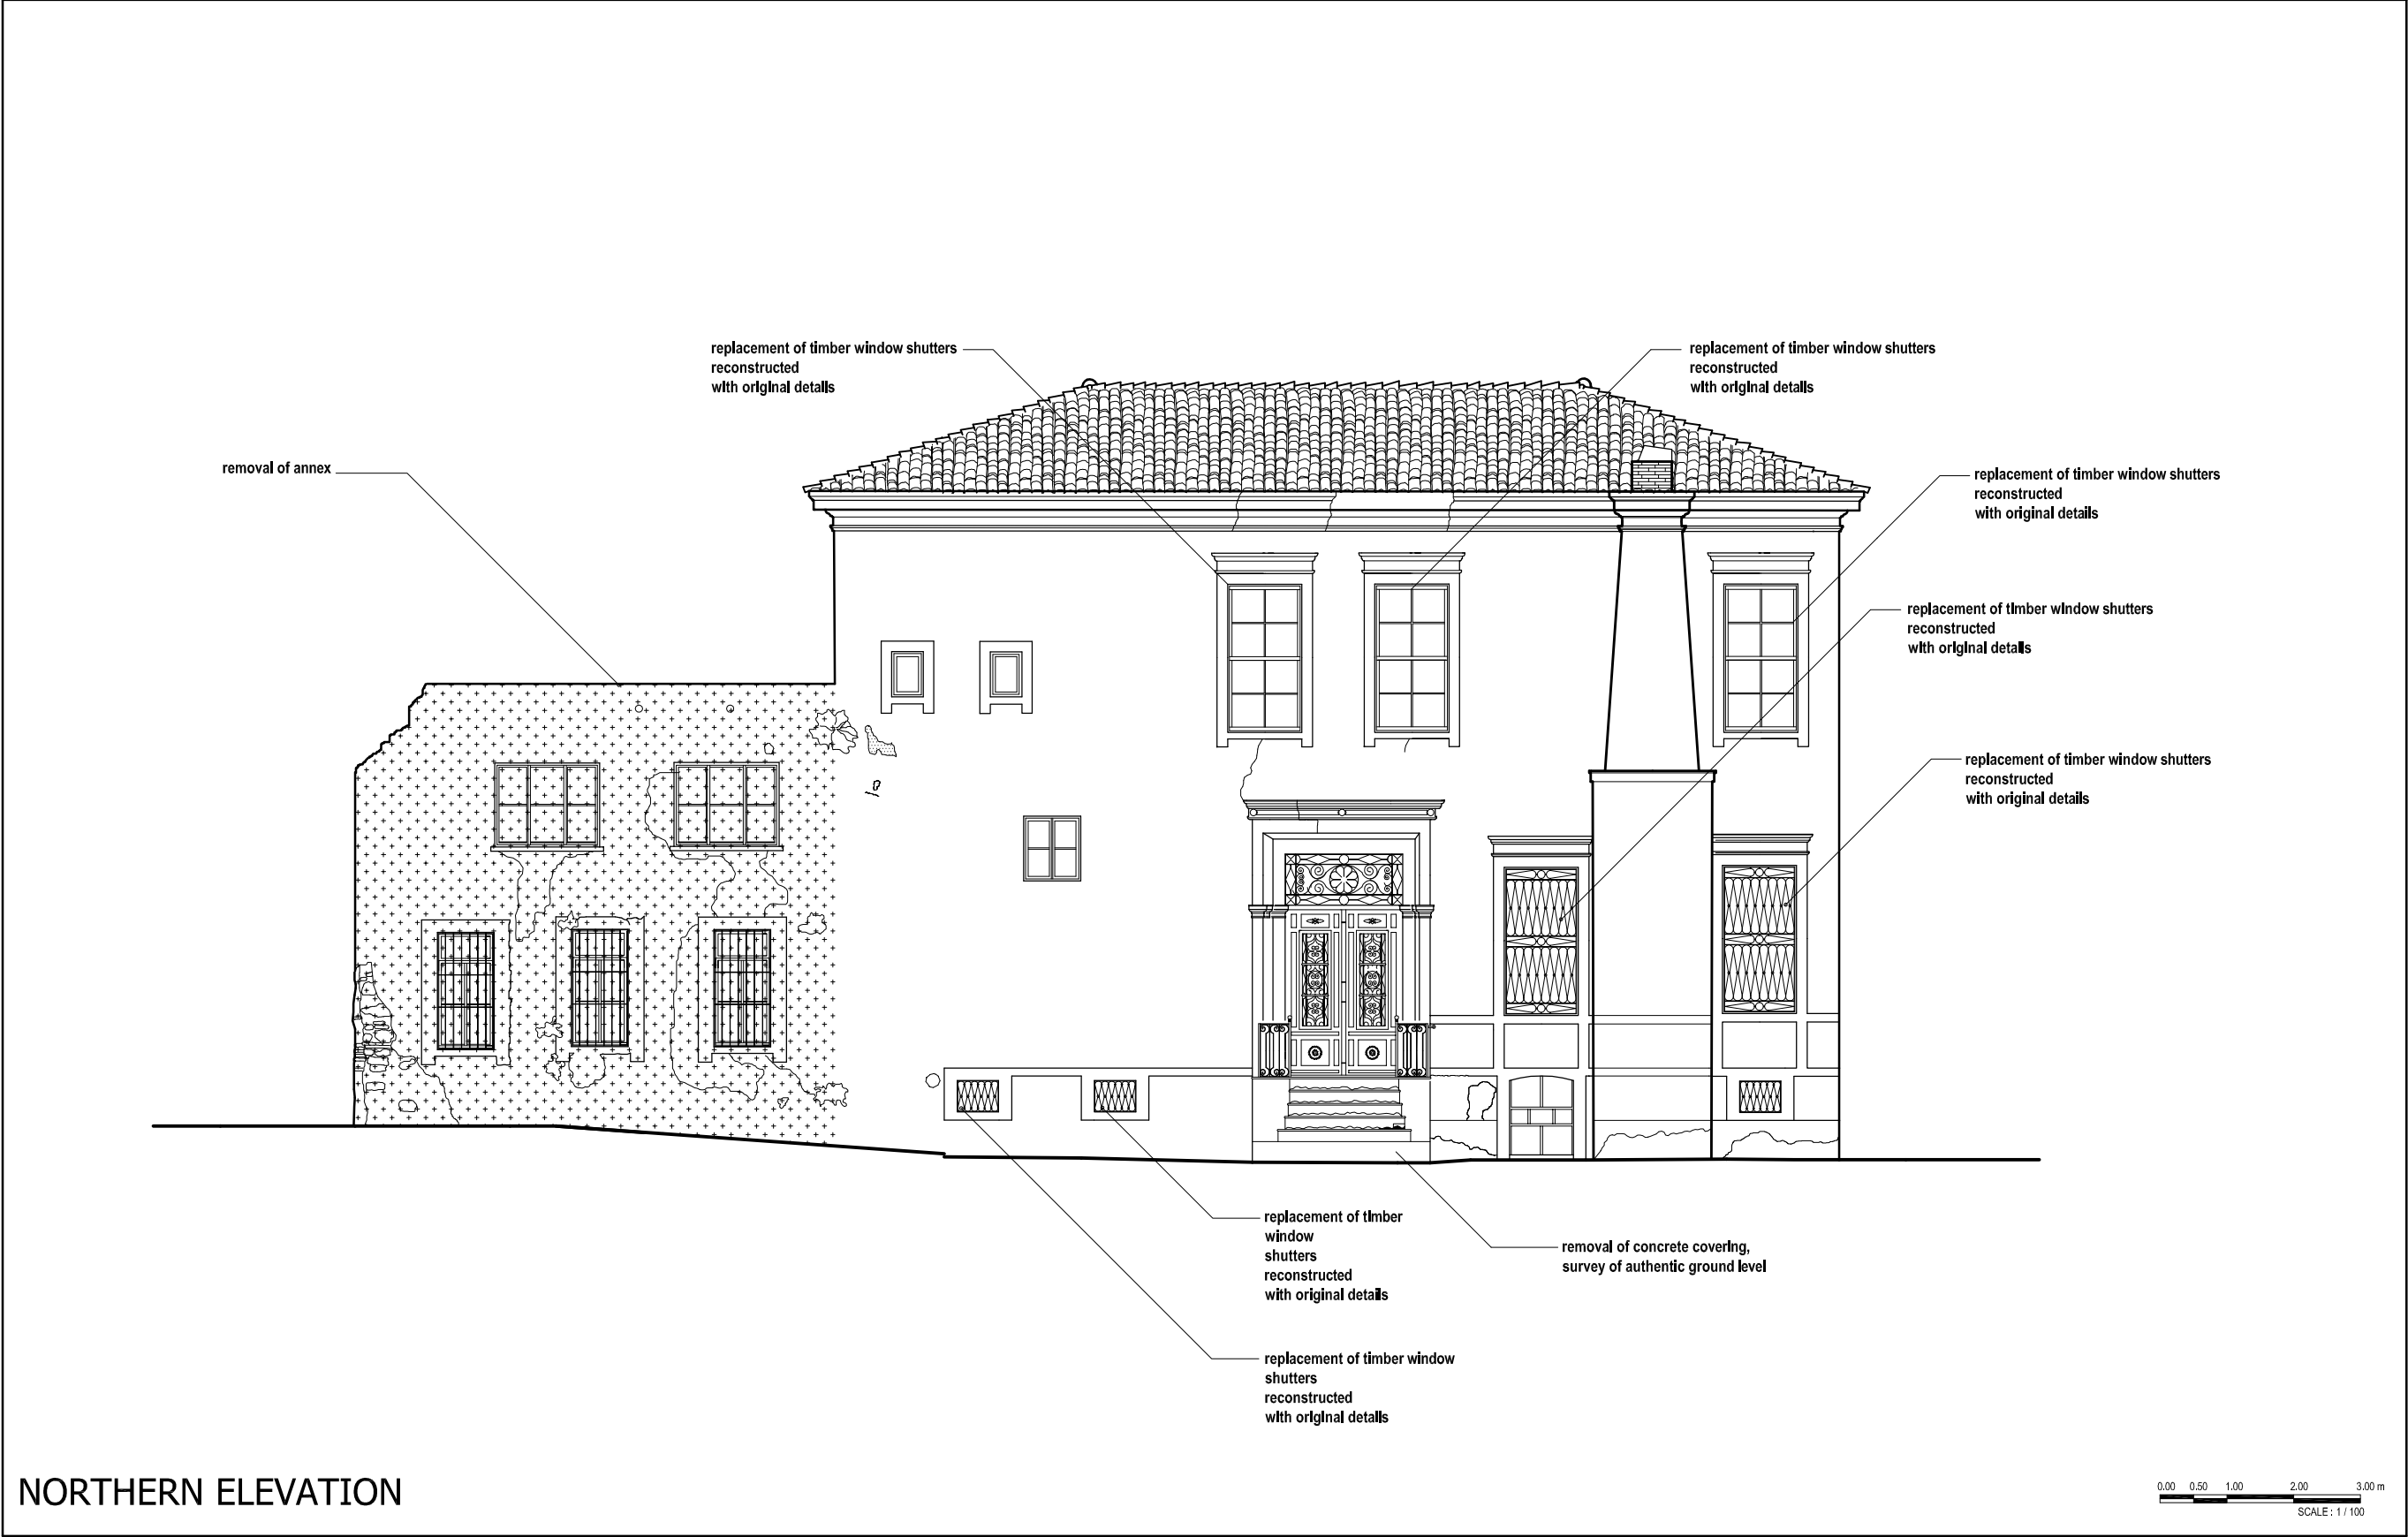 replacement of timber window shutters
reconstructed
with original details
replacement of timber window shutters
reconstructed
with original details
removal of annex
replacement of timber window shutters
reconstructed
with original details
replacement of timber window shutters
reconstructed
with original details
replacement of timber window shutters
reconstructed
with original details
replacement of timber
window
shutters
reconstructed
with original details
removal of concrete covering,
survey of authentic ground level
replacement of timber window
shutters
reconstructed
with original details
NORTHERN ELEVATION
0.00 0.50 1.00 2.00 3.00 m
SCALE : 1 / 100